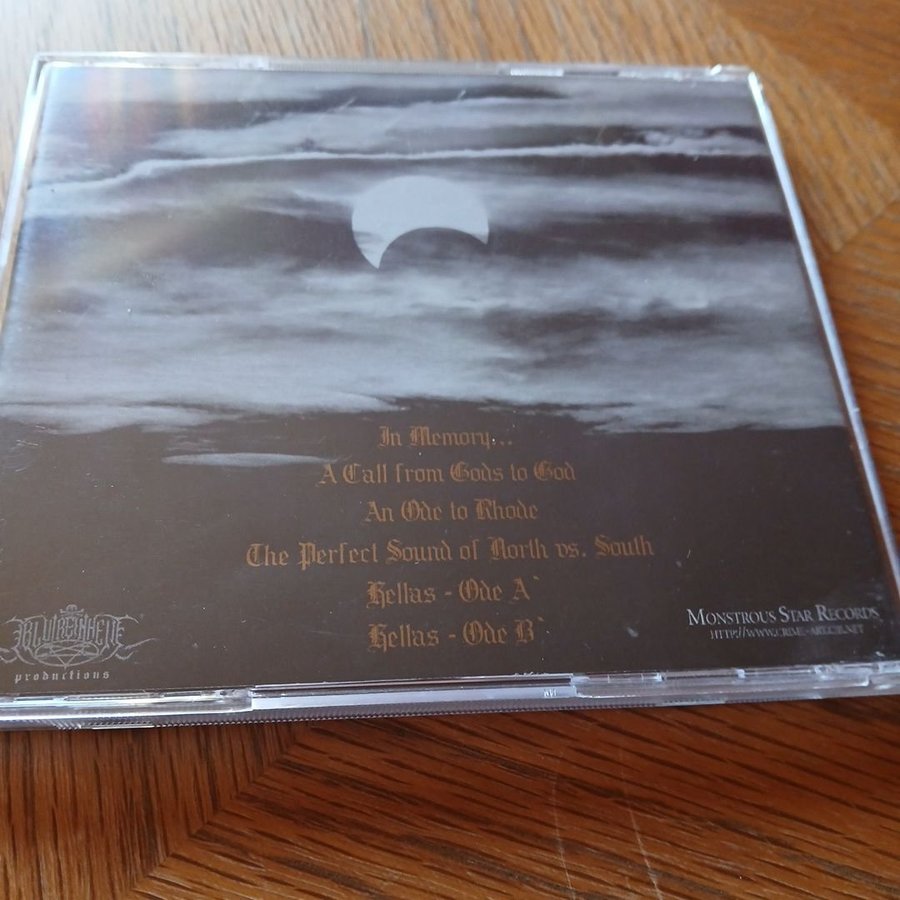 In Memory...
A Call from Gods to God
An Ode to Rhode
The Perfect Sound of North vs. South
Hellas - Ode A`
Hellas - Ode B`
productions
MONSTROUS STAR RECORDS